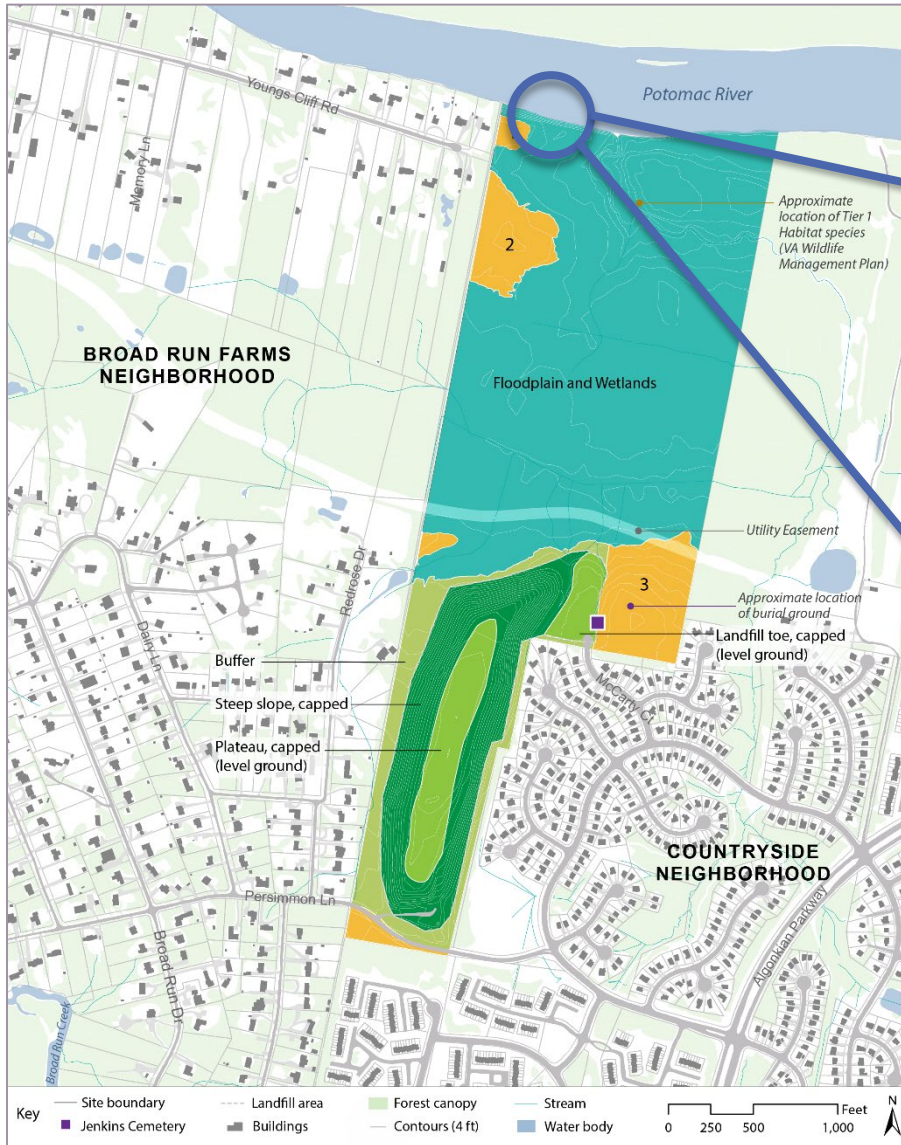 Youngs Cliff Rd
Memory Ln
Potomac River
Approximate
location of Tier 1
Habitat species
(VA Wildlife
Management Plan)
2
BROAD RUN FARMS
NEIGHBORHOOD
Floodplain and Wetlands
Utility Easement
Redrose Dr
3
Approximate location
of burial ground
Landfill toe, capped
(level ground)
Dairy Ln
Buffer
McCarty Ct
Steep slope, capped
Plateau, capped
(level ground)
COUNTRYSIDE
NEIGHBORHOOD
Persimmon Ln
Broad Run Dr
Algonkian Parkway
Broad Run Creek
Key
Site boundary
Landfill area
Forest canopy
Stream
Jenkins Cemetery
Buildings
Contours (4 ft)
Water body
Feet
0 250 500 1,000
N